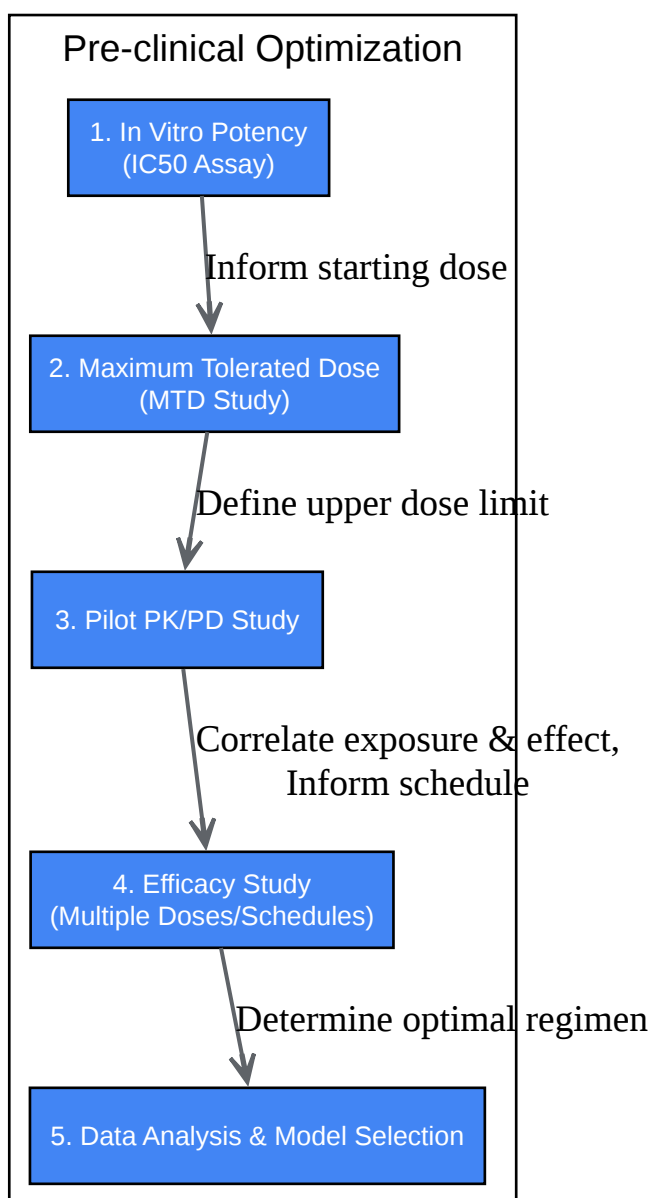 Pre-clinical Optimization
1. In Vitro Potency
(IC50 Assay)
Inform starting dose
2. Maximum Tolerated Dose
(MTD Study)
Define upper dose limit
3. Pilot PK/PD Study
Correlate exposure & effect,
Inform schedule
4. Efficacy Study
(Multiple Doses/Schedules)
Determine optimal regimen
5. Data Analysis & Model Selection